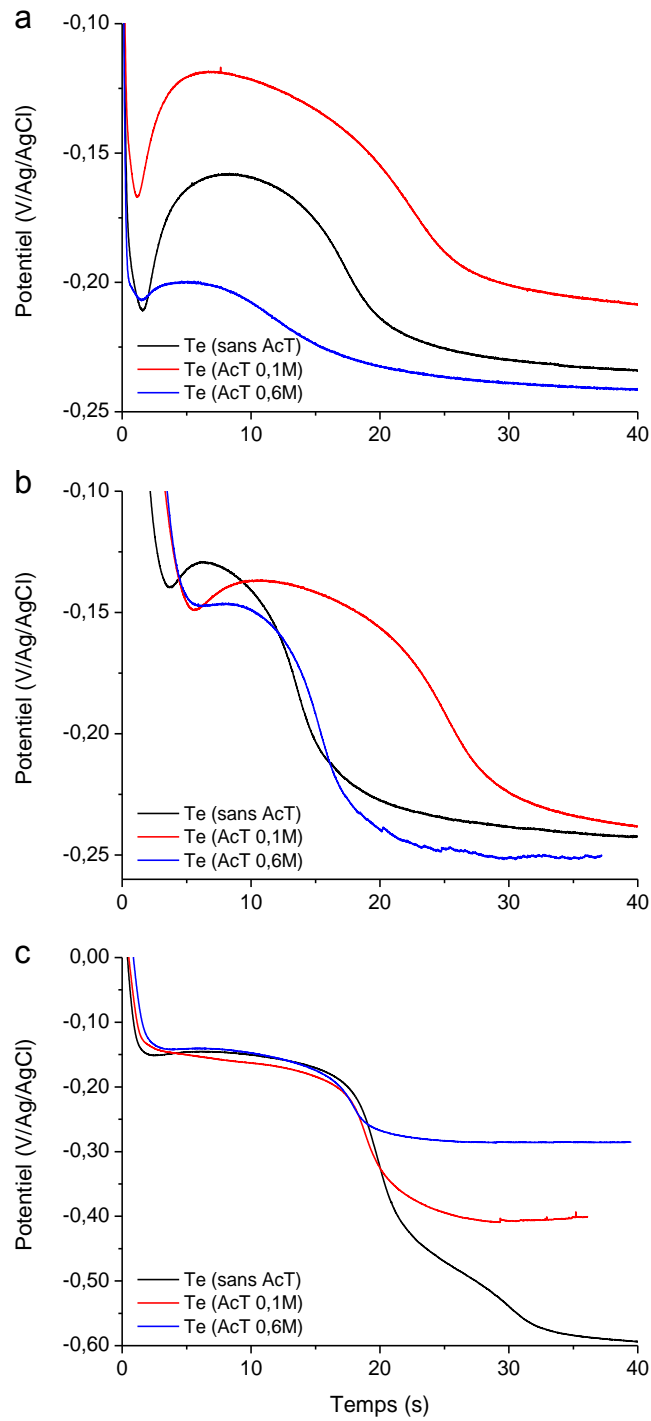 a
-0,10
-0,15
-0,20
-0,25
Potentiel (V/Ag/AgCl)
Te (sans AcT)
Te (AcT 0,1M)
Te (AcT 0,6M)
0 10 20 30 40
b
-0,10
-0,15
-0,20
-0,25
Potentiel (V/Ag/AgCl)
Te (sans AcT)
Te (AcT 0,1M)
Te (AcT 0,6M)
0 10 20 30 40
c
0,00
-0,10
-0,20
-0,30
-0,40
-0,50
-0,60
Potentiel (V/Ag/AgCl)
Te (sans AcT)
Te (AcT 0,1M)
Te (AcT 0,6M)
0 10 20 30 40
Temps (s)